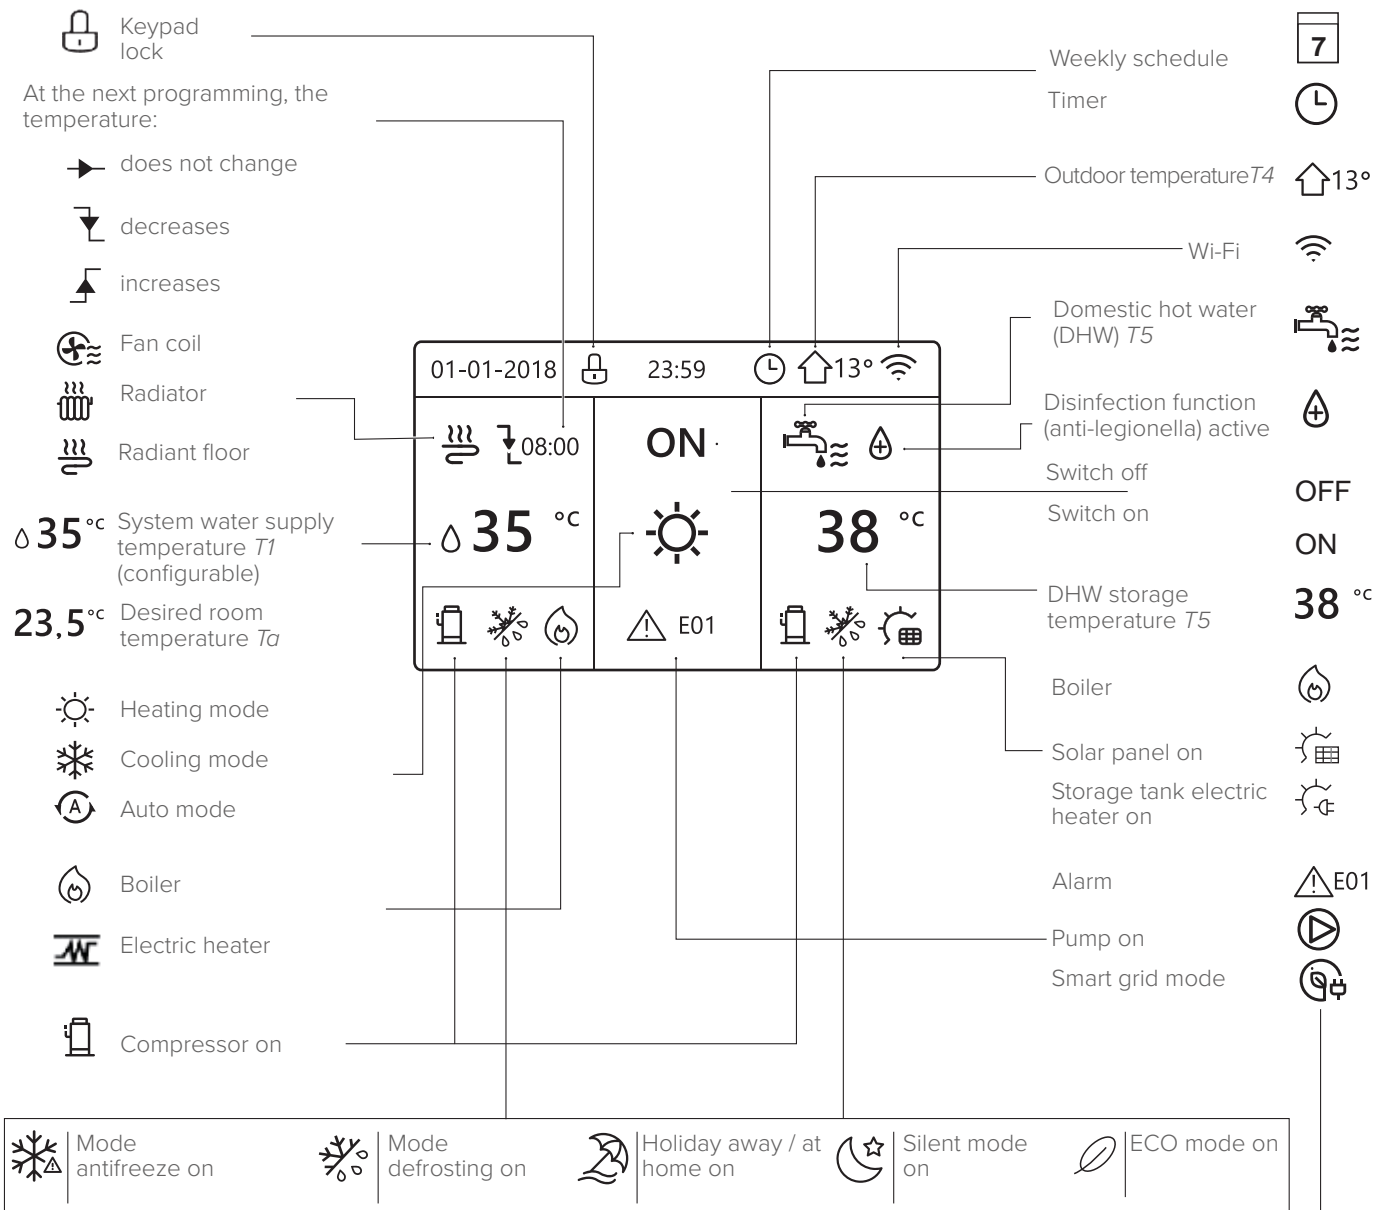 Keypad
lock
At the next programming, the
temperature:
does not change
decreases
increases
Fan coil
Radiator
Radiant floor
35 °C
System water supply
temperature T1
(configurable)
23,5 °C
Desired room
temperature Ta
Heating mode
Cooling mode
A
Auto mode
Boiler
Electric heater
Compressor on
01-01-2018
23:59
13°
08:00
ON
35 °C
38 °C
E01
Weekly schedule
7
Timer
Outdoor temperature T4
13°
Wi-Fi
Domestic hot water
(DHW) T5
Disinfection function
(anti-legionella) active
Switch off
OFF
Switch on
ON
DHW storage
temperature T5
38 °C
Boiler
Solar panel on
Storage tank electric
heater on
Alarm
E01
Pump on
Smart grid mode
Mode
antifreeze on
Mode
defrosting on
Holiday away / at
home on
Silent mode
on
ECO mode on